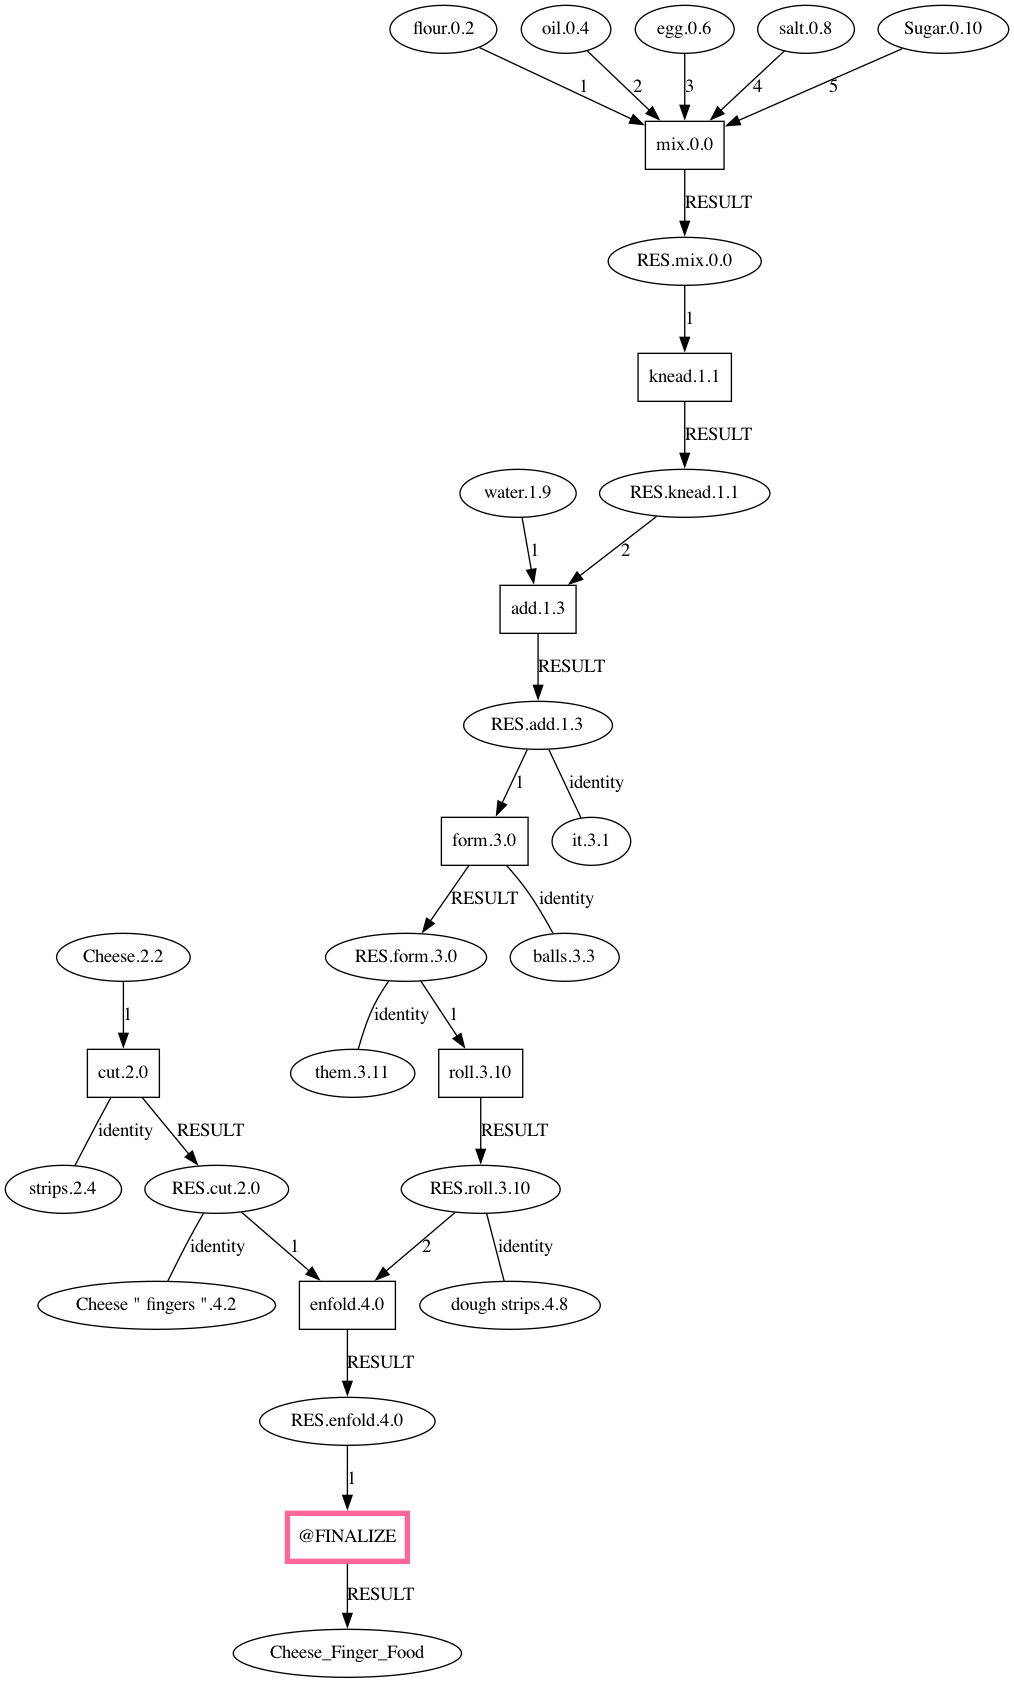 flour.0.2
oil.0.4
egg.0.6
salt.0.8
Sugar.0.10
1
2
3
4
5
mix.0.0
RESULT
RES.mix.0.0
1
knead.1.1
RESULT
water.1.9
RES.knead.1.1
1
2
add.1.3
RESULT
RES.add.1.3
1
identity
form.3.0
it.3.1
RESULT
identity
Cheese.2.2
RES.form.3.0
balls.3.3
1
identity
1
cut.2.0
them.3.11
roll.3.10
identity
RESULT
RESULT
strips.2.4
RES.cut.2.0
RES.roll.3.10
identity
1
2
identity
Cheese " fingers ".4.2
enfold.4.0
dough strips.4.8
RESULT
RES.enfold.4.0
1
@FINALIZE
RESULT
Cheese_Finger_Food